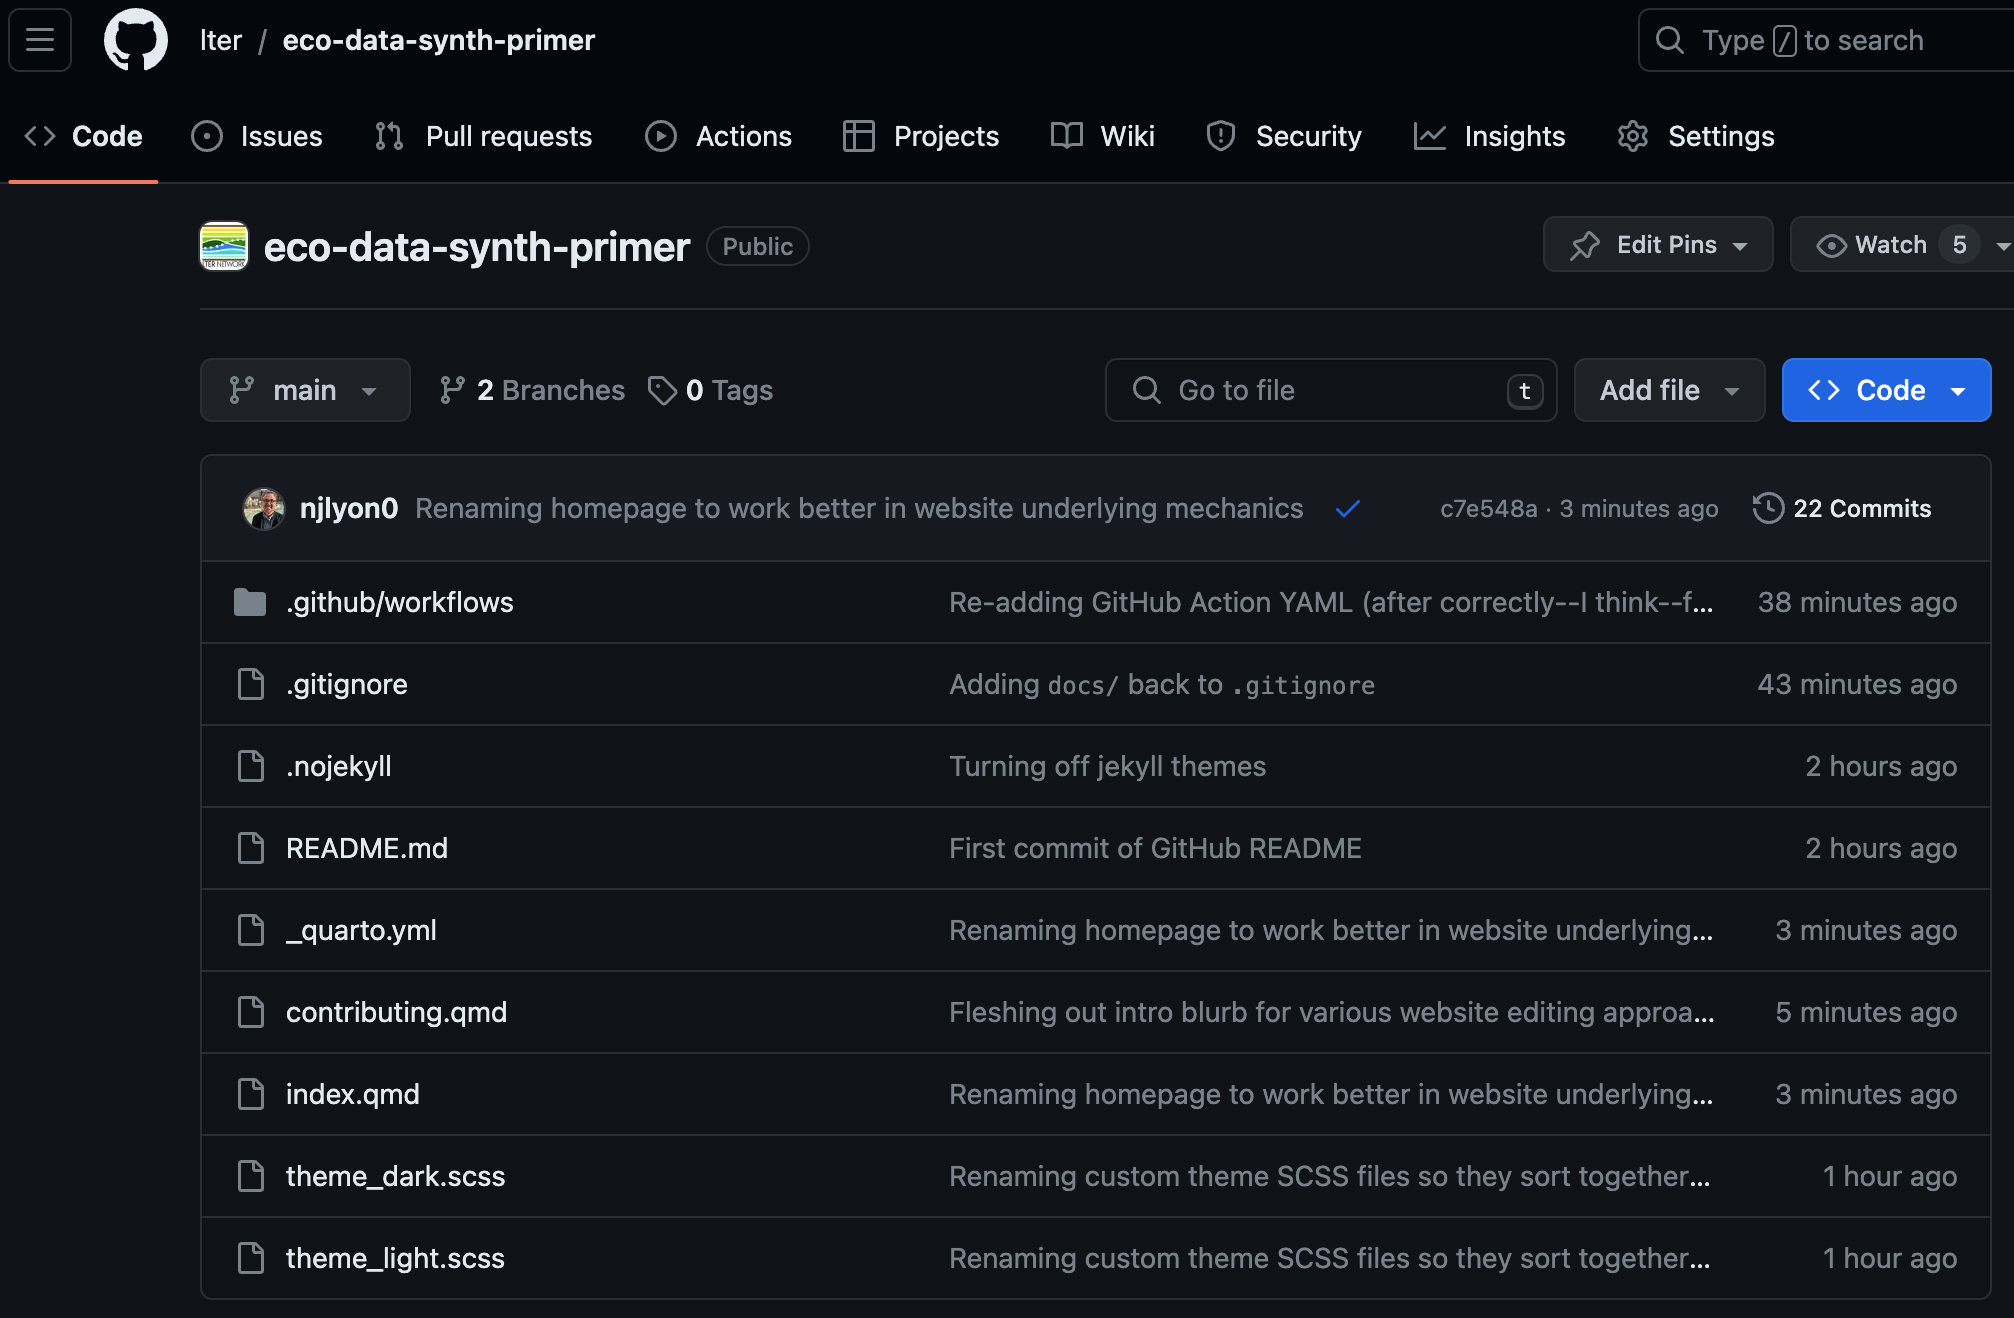 lter / eco-data-synth-primer
Type / to search
Code Issues Pull requests Actions Projects Wiki Security Insights Settings
eco-data-synth-primer Public
Edit Pins Watch 5
main 2 Branches 0 Tags
Go to file t Add file Code
njlyon0 Renaming homepage to work better in website underlying mechanics c7e548a · 3 minutes ago 22 Commits
.github/workflows Re-adding GitHub Action YAML (after correctly--I think--f... 38 minutes ago
.gitignore Adding docs/ back to .gitignore 43 minutes ago
.nojekyll Turning off jekyll themes 2 hours ago
README.md First commit of GitHub README 2 hours ago
_quarto.yml Renaming homepage to work better in website underlying... 3 minutes ago
contributing.qmd Fleshing out intro blurb for various website editing approa... 5 minutes ago
index.qmd Renaming homepage to work better in website underlying... 3 minutes ago
theme_dark.scss Renaming custom theme SCSS files so they sort together... 1 hour ago
theme_light.scss Renaming custom theme SCSS files so they sort together... 1 hour ago